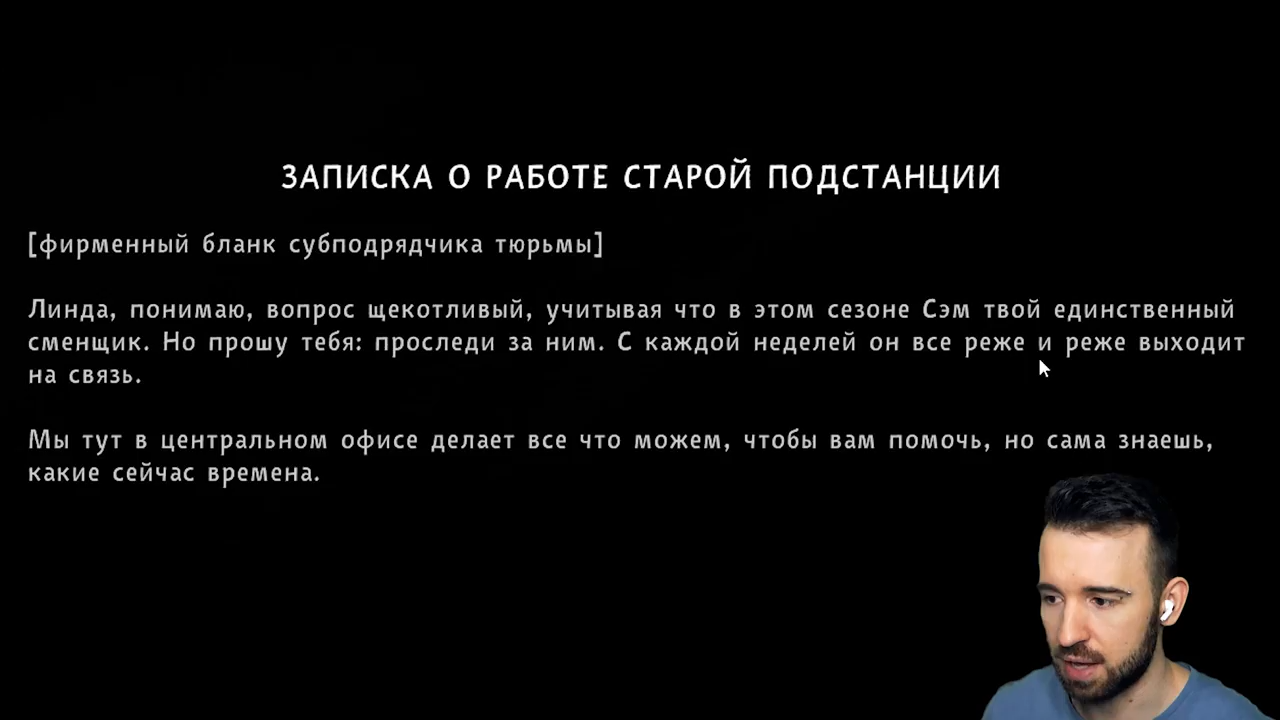 ЗАПИСКА О РАБОТЕ СТАРОЙ ПОДСТАНЦИИ
[фирменный бланк субподрядчика тюрьмы]
Линда, понимаю, вопрос щекотливый, учитывая что в этом сезоне Сэм твой единственный
сменщик. Но прошу тебя: проследи за ним. С каждой неделей он все реже и реже выходит
на связь.
Мы тут в центральном офисе делает все что можем, чтобы вам помочь, но сама знаешь,
какие сейчас времена.